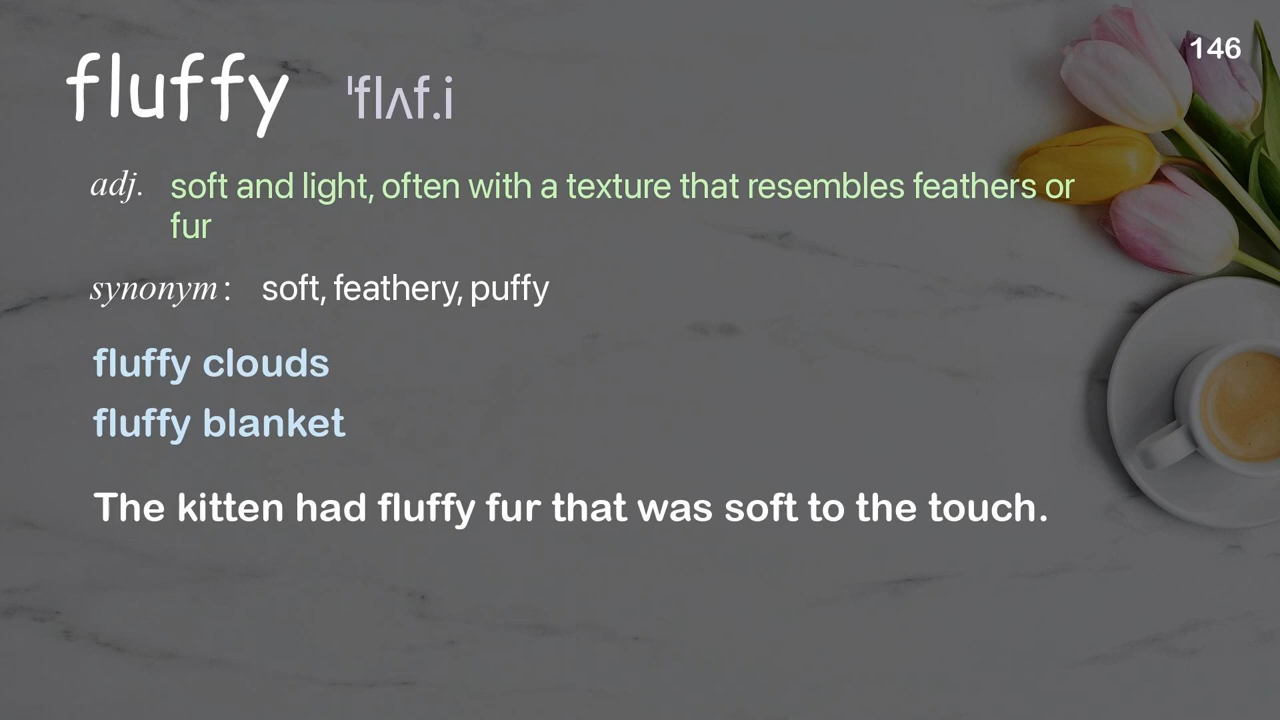 146
fluffy ˈflʌf.i
adj. soft and light, often with a texture that resembles feathers or
fur
synonym: soft, feathery, puffy
fluffy clouds
fluffy blanket
The kitten had fluffy fur that was soft to the touch.